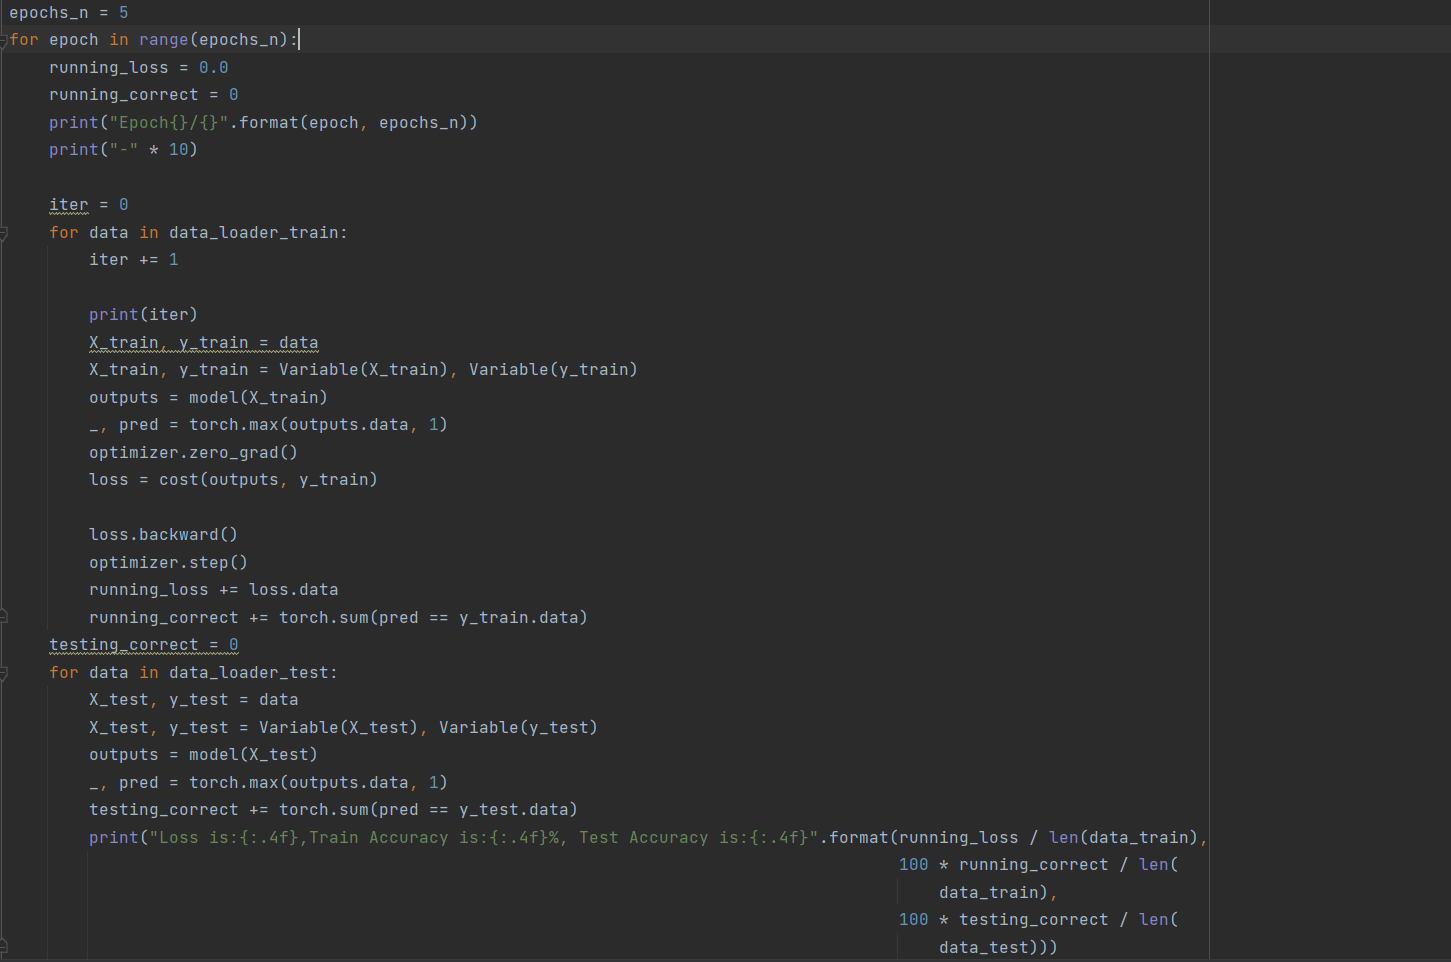 epochs_n = 5
for epoch in range(epochs_n):
    running_loss = 0.0
    running_correct = 0
    print("Epoch{}/{}".format(epoch, epochs_n))
    print("-" * 10)

    iter = 0
    for data in data_loader_train:
        iter += 1

        print(iter)
        X_train, y_train = data
        X_train, y_train = Variable(X_train), Variable(y_train)
        outputs = model(X_train)
        _, pred = torch.max(outputs.data, 1)
        optimizer.zero_grad()
        loss = cost(outputs, y_train)

        loss.backward()
        optimizer.step()
        running_loss += loss.data
        running_correct += torch.sum(pred == y_train.data)
    testing_correct = 0
    for data in data_loader_test:
        X_test, y_test = data
        X_test, y_test = Variable(X_test), Variable(y_test)
        outputs = model(X_test)
        _, pred = torch.max(outputs.data, 1)
        testing_correct += torch.sum(pred == y_test.data)
        print("Loss is:{:.4f},Train Accuracy is:{:.4f}%, Test Accuracy is:{:.4f}".format(running_loss / len(data_train),
                                                                                         100 * running_correct / len(
                                                                                             data_train),
                                                                                         100 * testing_correct / len(
                                                                                             data_test)))